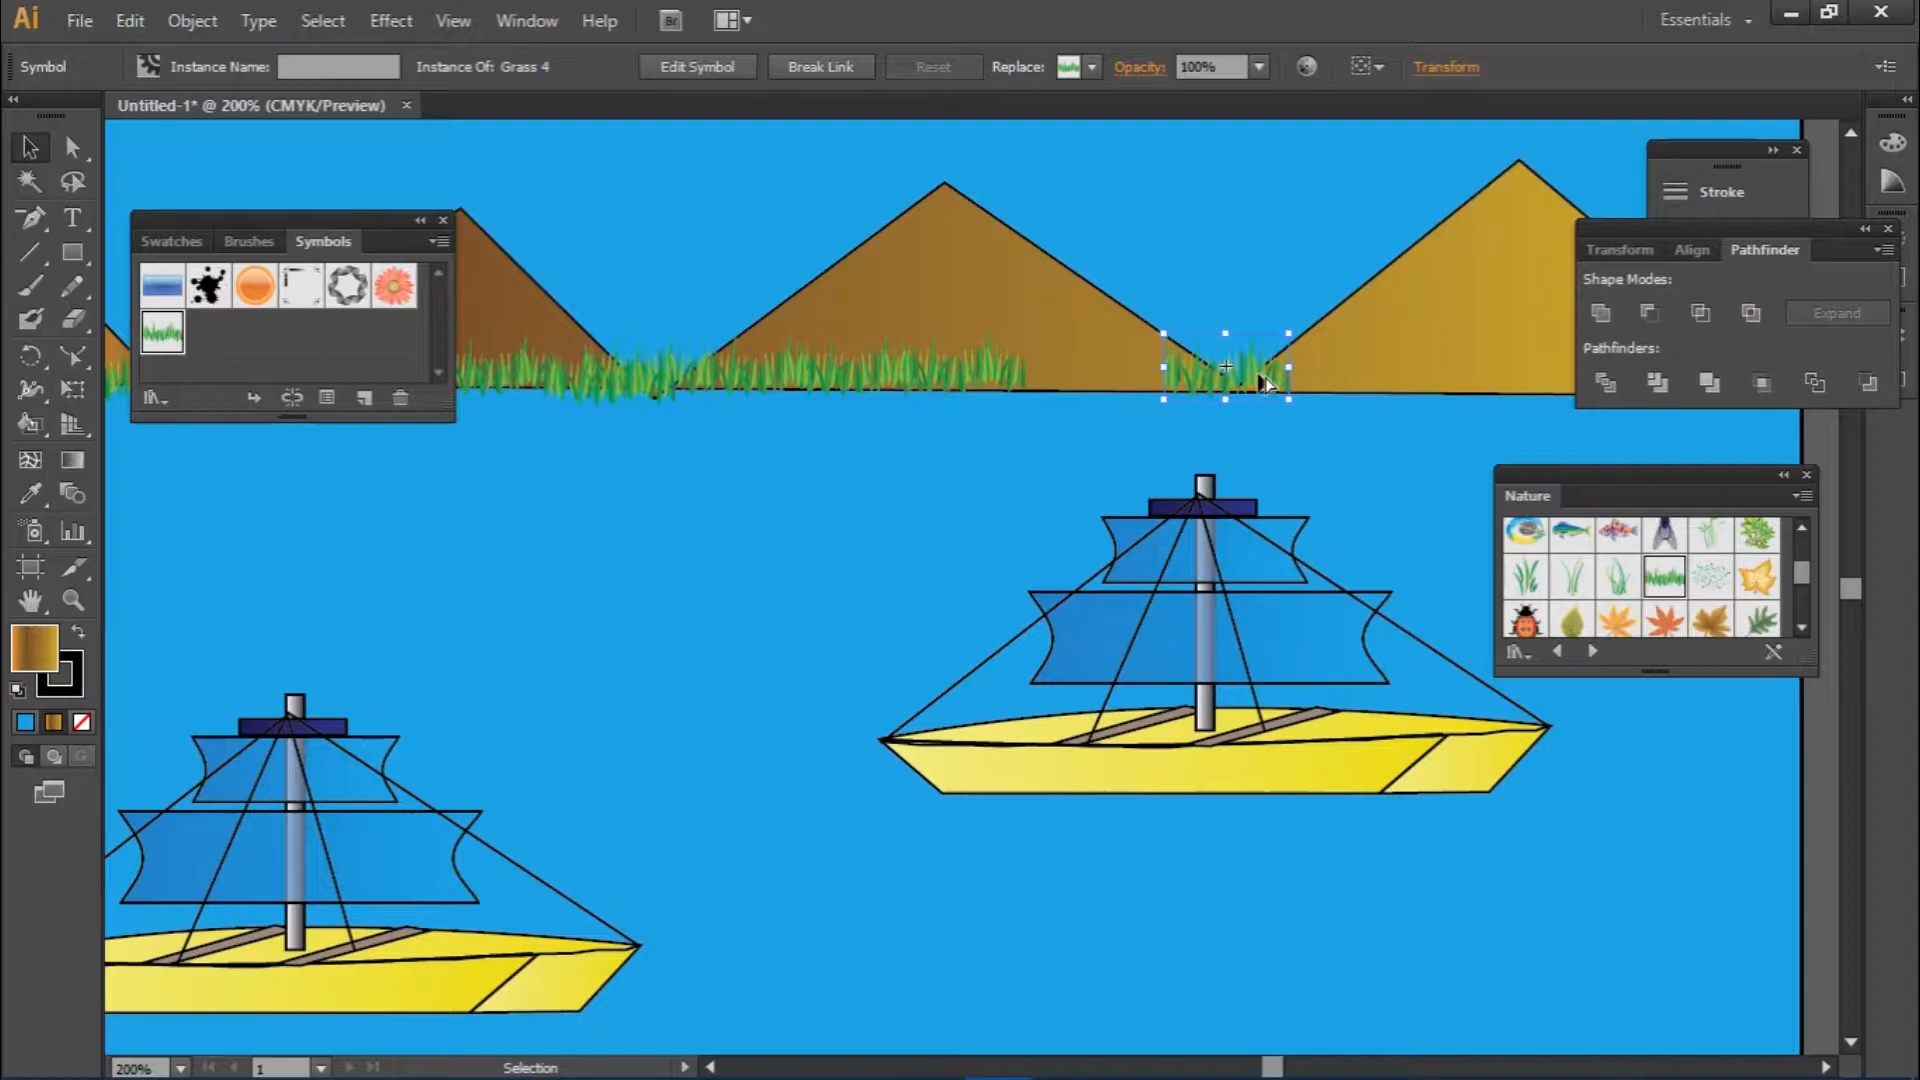 Ai File Edit Object Type Select Effect View Window Help Br Essentials
Symbol Instance Name: Instance Of: Grass 4 Edit Symbol Break Link Reset Replace: Opacity: 100% Transform
Untitled-1* @ 200% (CMYK/Preview)
Stroke
Swatches Brushes Symbols
Transform Align Pathfinder
Shape Modes:
Expand
Pathfinders:
Nature
200% 1 Selection